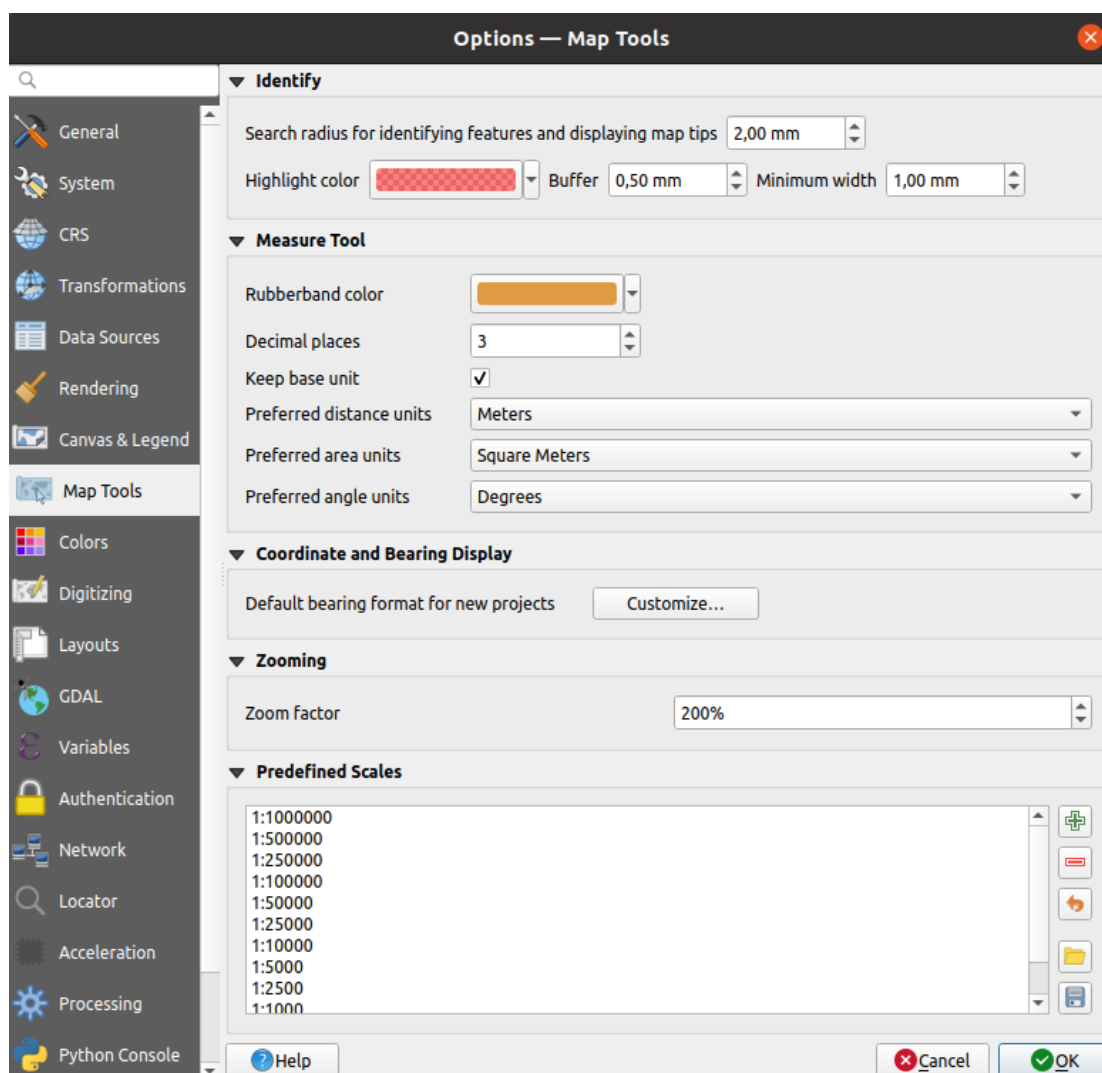 Options — Map Tools
General
System
CRS
Transformations
Data Sources
Rendering
Canvas & Legend
Map Tools
Colors
Digitizing
Layouts
GDAL
Variables
Authentication
Network
Locator
Acceleration
Processing
Python Console
Identify
Search radius for identifying features and displaying map tips 2,00 mm
Highlight color Buffer 0,50 mm Minimum width 1,00 mm
Measure Tool
Rubberband color
Decimal places 3
Keep base unit
Preferred distance units Meters
Preferred area units Square Meters
Preferred angle units Degrees
Coordinate and Bearing Display
Default bearing format for new projects Customize...
Zooming
Zoom factor 200%
Predefined Scales
1:1000000
1:500000
1:250000
1:100000
1:50000
1:25000
1:10000
1:5000
1:2500
1:1000
Help Cancel OK